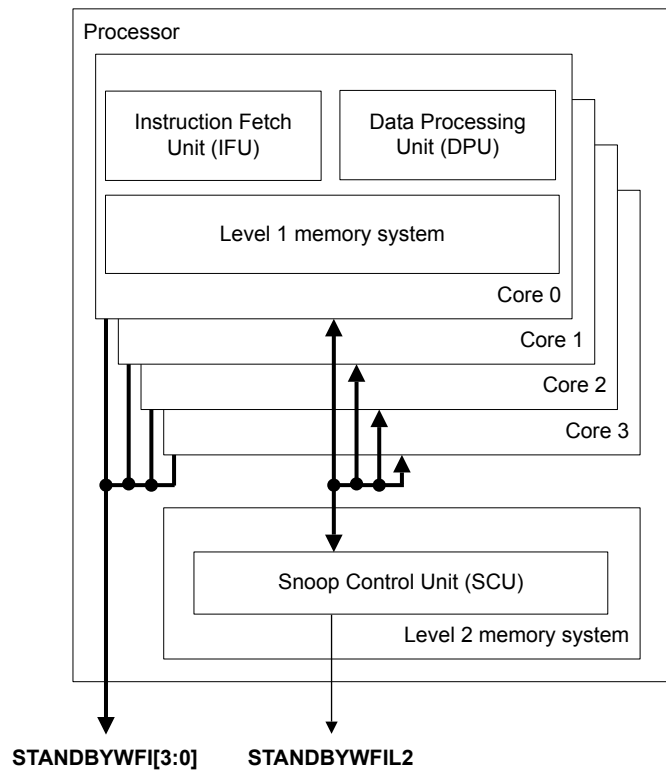 Processor
Instruction Fetch
Unit (IFU)
Data Processing
Unit (DPU)
Level 1 memory system
Core 0
Core 1
Core 2
Core 3
Snoop Control Unit (SCU)
Level 2 memory system
STANDBYWFI[3:0]
STANDBYWFIL2